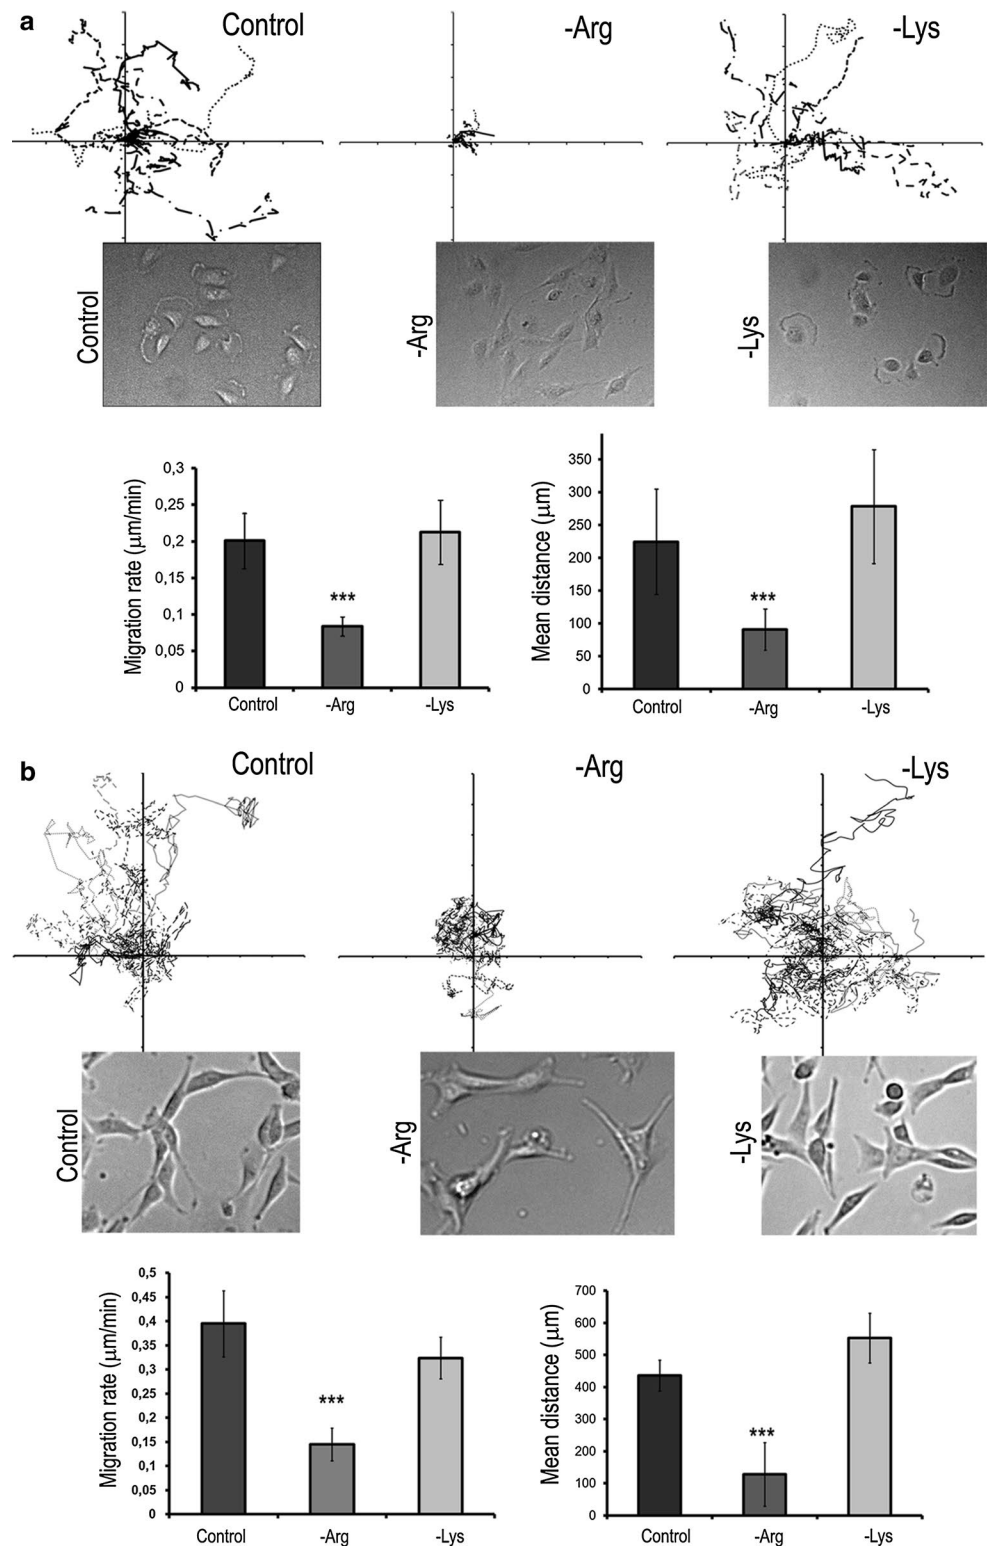 a
Control
-Arg
-Lys
Control
-Arg
-Lys
Migration rate (μm/min)
0,3
0,25
0,2
0,15
0,1
0,05
0
***
Control
-Arg
-Lys
Mean distance (μm)
350
300
250
200
150
100
50
0
***
Control
-Arg
-Lys
b
Control
-Arg
-Lys
Control
-Arg
-Lys
Migration rate (μm/min)
0,5
0,45
0,4
0,35
0,3
0,25
0,2
0,15
0,1
0,05
0
***
Control
-Arg
-Lys
Mean distance (μm)
700
600
500
400
300
200
100
0
***
Control
-Arg
-Lys